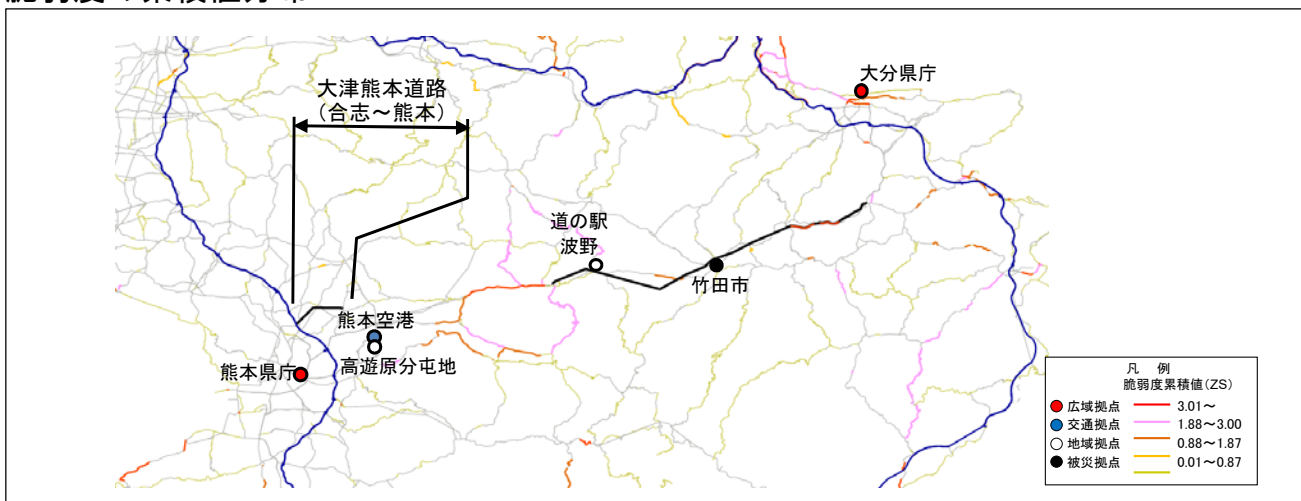 大津熊本道路
(合志～熊本)
大分県庁
道の駅
波野
竹田市
熊本空港
高遊原分屯地
熊本県庁
凡 例
脆弱度累積値(ZS)
広域拠点 3.01～
交通拠点 1.88～3.00
地域拠点 0.88～1.87
被災拠点 0.01～0.87